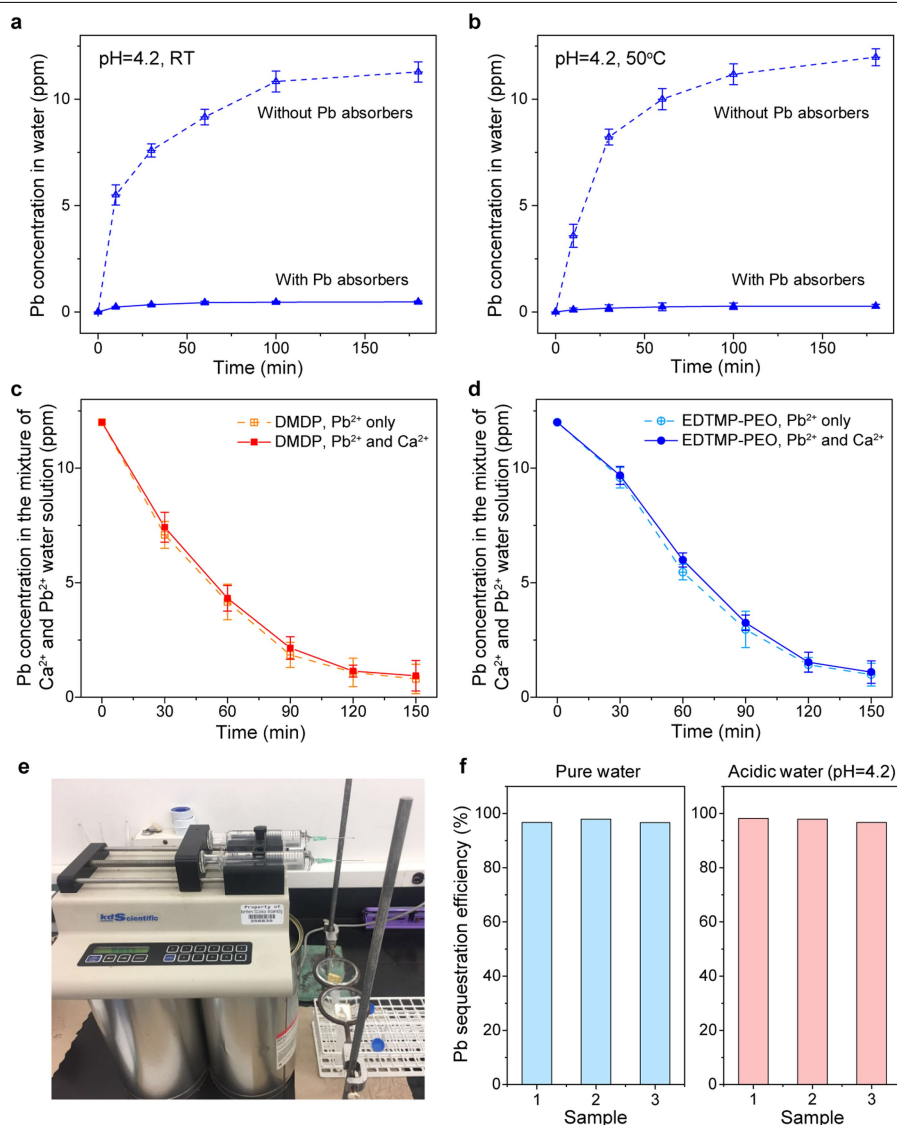 a
pH=4.2, RT
Without Pb absorbers
With Pb absorbers
Pb concentration in water (ppm)
10
5
0
0 50 100 150
Time (min)
b
pH=4.2, 50°C
Without Pb absorbers
With Pb absorbers
Pb concentration in water (ppm)
10
5
0
0 50 100 150
Time (min)
c
DMDP, Pb²⁺ only
DMDP, Pb²⁺ and Ca²⁺
Pb concentration in the mixture of
Ca²⁺ and Pb²⁺ water solution (ppm)
10
5
0
0 30 60 90 120 150
Time (min)
d
EDTMP-PEO, Pb²⁺ only
EDTMP-PEO, Pb²⁺ and Ca²⁺
Pb concentration in the mixture of
Ca²⁺ and Pb²⁺ water solution (ppm)
10
5
0
0 30 60 90 120 150
Time (min)
e
Property of
kdScientific
f
Pure water
Acidic water (pH=4.2)
Pb sequestration efficiency (%)
100
80
60
40
20
0
1 2 3
Sample
100
80
60
40
20
0
1 2 3
Sample